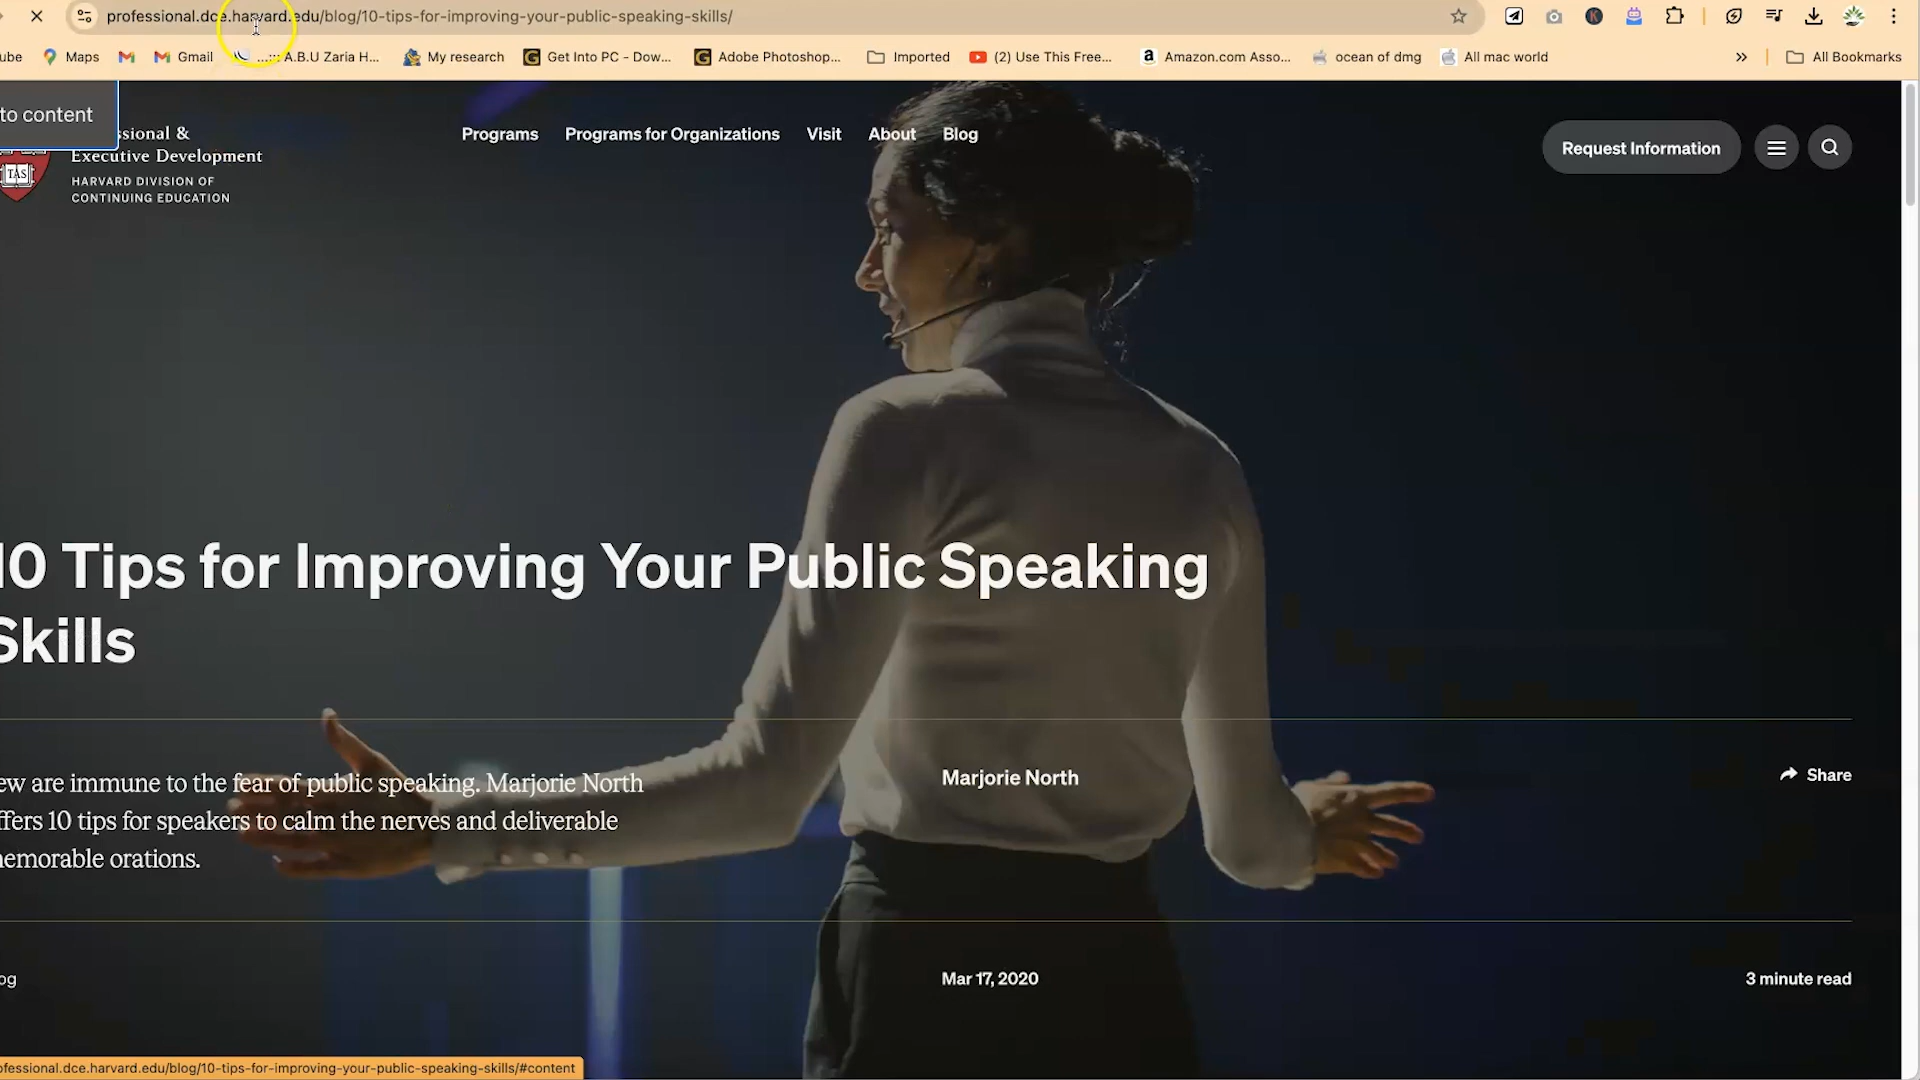 professional.dce.harvard.edu/blog/10-tips-for-improving-your-public-speaking-skills/
ube Maps Gmail A.B.U Zaria H... My research Get Into PC - Dow... Adobe Photoshop... Imported (2) Use This Free... Amazon.com Asso... ocean of dmg All mac world » All Bookmarks
to content
ssional &
Executive Development
HARVARD DIVISION OF
CONTINUING EDUCATION
TAS
Programs Programs for Organizations Visit About Blog
Request Information
10 Tips for Improving Your Public Speaking
Skills
ew are immune to the fear of public speaking. Marjorie North
ffers 10 tips for speakers to calm the nerves and deliverable
emorable orations.
Marjorie North
Share
og
Mar 17, 2020
3 minute read
ofessional.dce.harvard.edu/blog/10-tips-for-improving-your-public-speaking-skills/#content